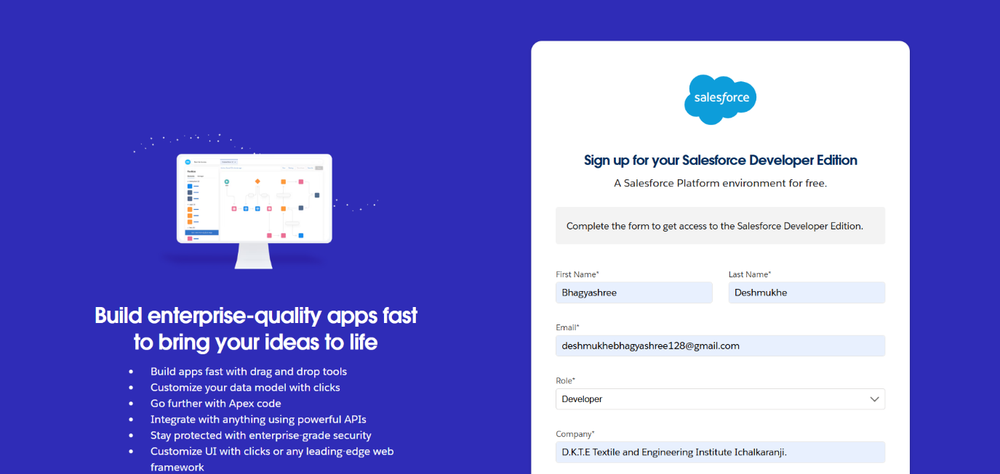 Build enterprise-quality apps fast
to bring your ideas to life
• Build apps fast with drag and drop tools
• Customize your data model with clicks
• Go further with Apex code
• Integrate with anything using powerful APIs
• Stay protected with enterprise-grade security
• Customize UI with clicks or any leading-edge web
framework
salesforce
Sign up for your Salesforce Developer Edition
A Salesforce Platform environment for free.
Complete the form to get access to the Salesforce Developer Edition.
First Name* Last Name*
Bhagyashree Deshmukhe
Email*
deshmukhebhagyashree128@gmail.com
Role*
Developer
Company*
D.K.T.E Textile and Engineering Institute Ichalkaranji.